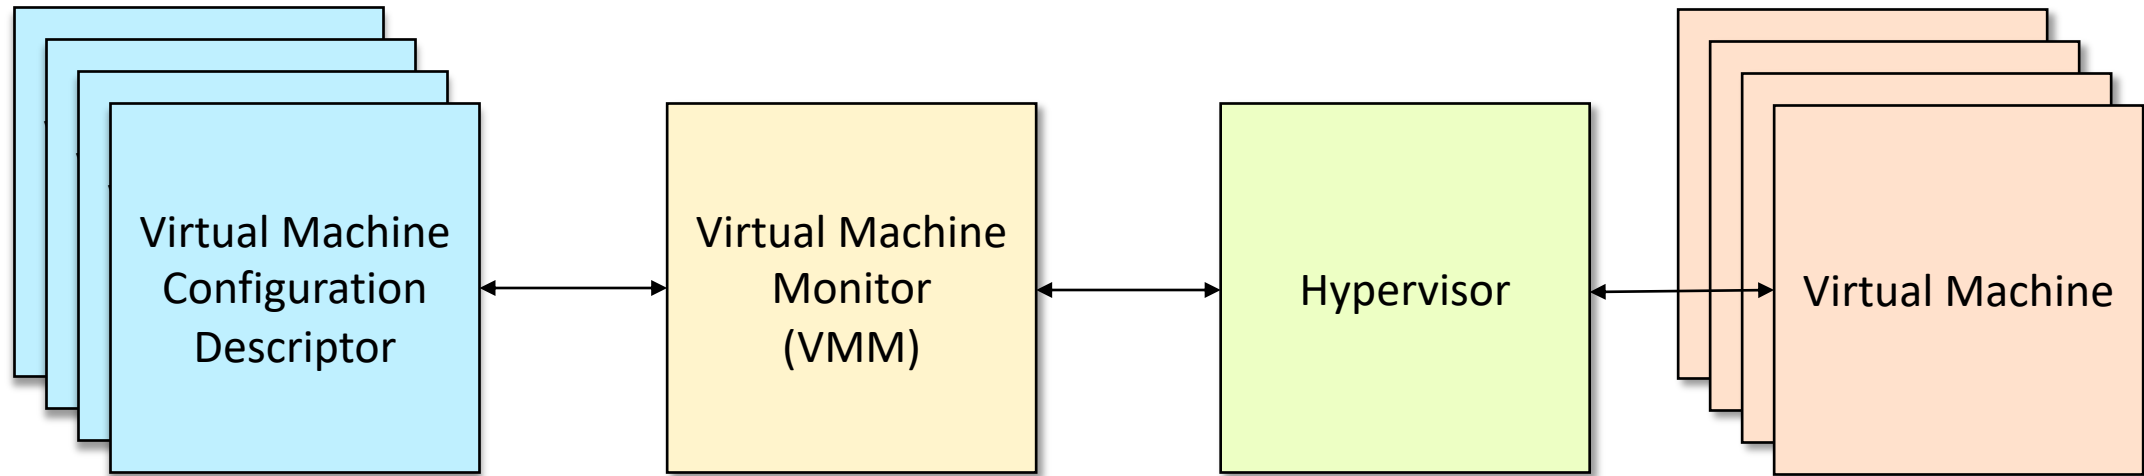 Virtual Machine
Configuration
Descriptor
Virtual Machine
Monitor
(VMM)
Hypervisor
Virtual Machine